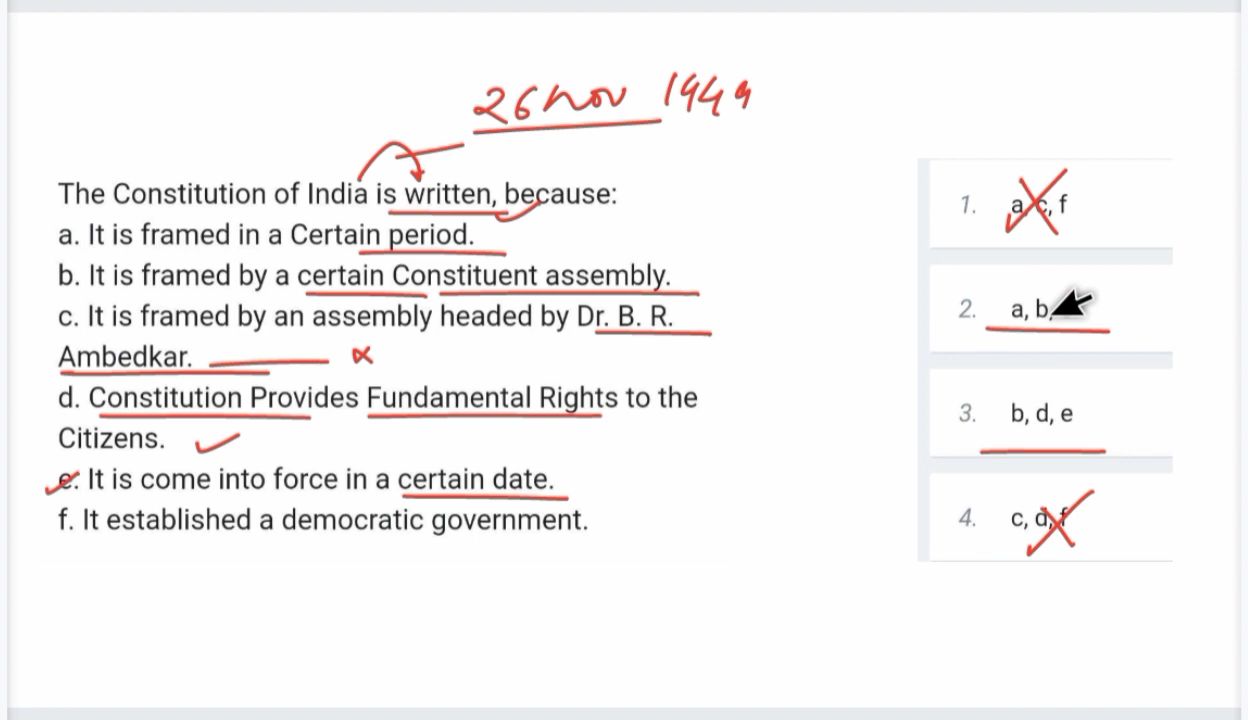 26 Nov 1949
The Constitution of India is written, because:
a. It is framed in a Certain period.
b. It is framed by a certain Constituent assembly.
c. It is framed by an assembly headed by Dr. B. R.
Ambedkar.
d. Constitution Provides Fundamental Rights to the
Citizens.
e. It is come into force in a certain date.
f. It established a democratic government.
1. a, c, f
2. a, b,
3. b, d, e
4. c, d, f